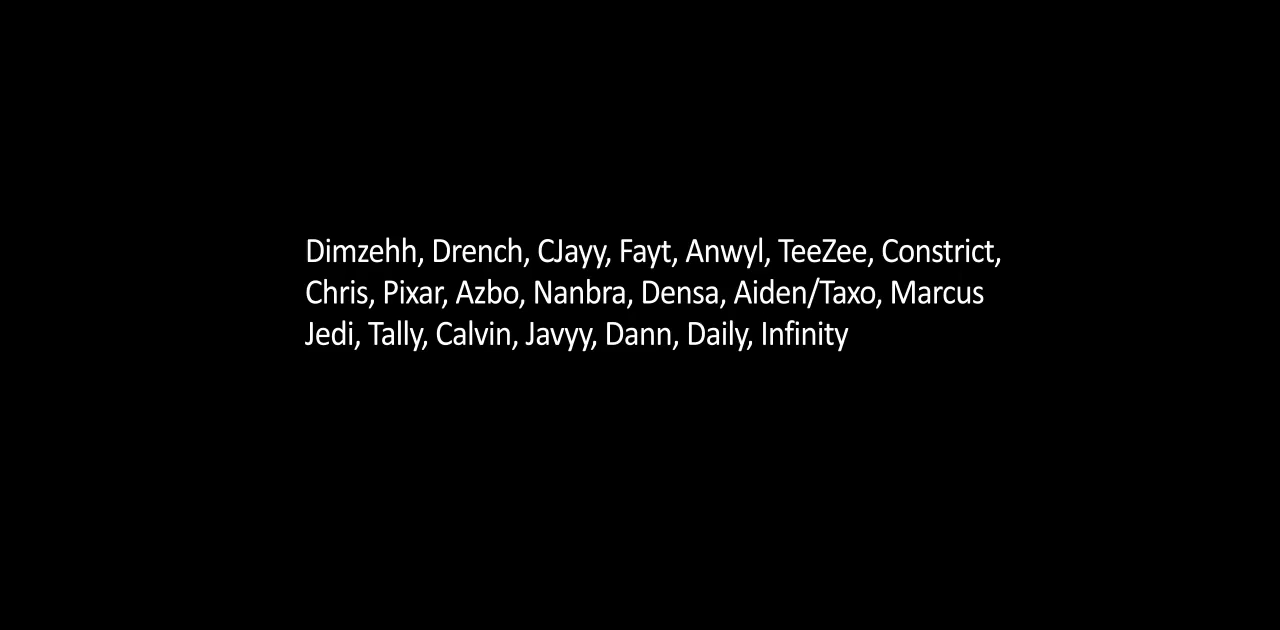 Dimzehh, Drench, CJayy, Fayt, Anwyl, TeeZee, Constrict,
Chris, Pixar, Azbo, Nanbra, Densa, Aiden/Taxo, Marcus
Jedi, Tally, Calvin, Javyy, Dann, Daily, Infinity